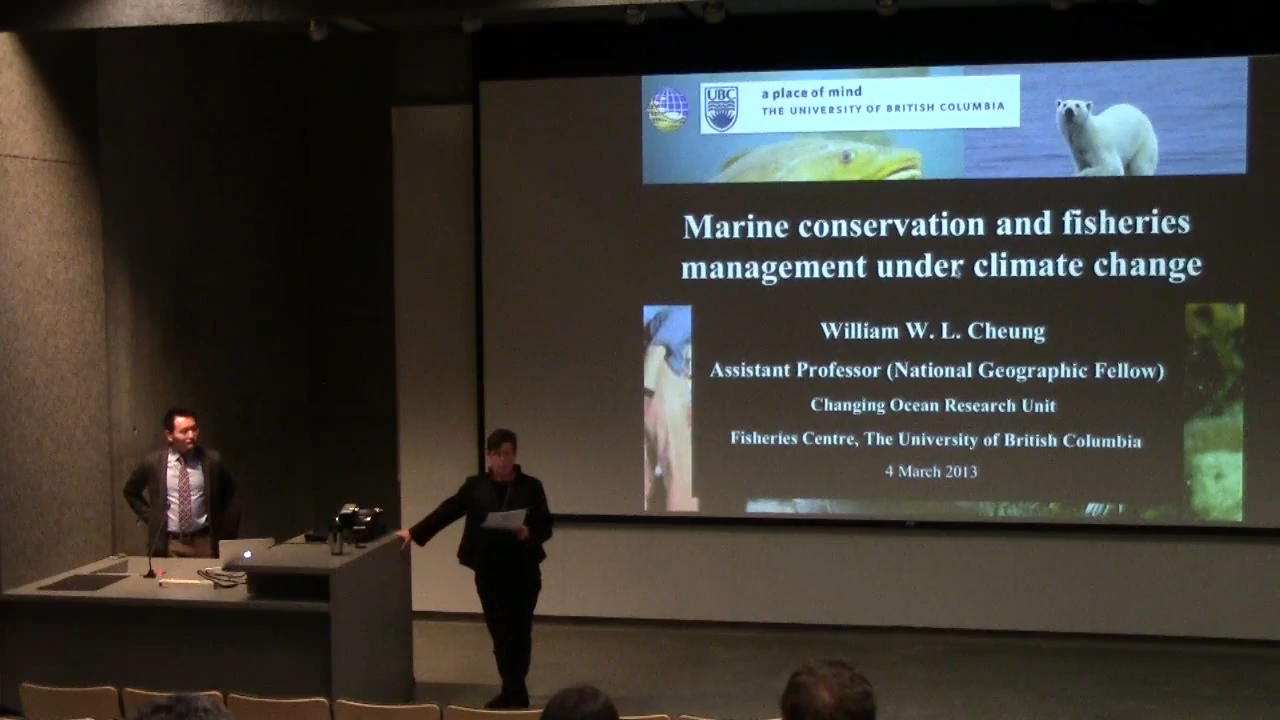 UBC
a place of mind
THE UNIVERSITY OF BRITISH COLUMBIA
Marine conservation and fisheries
management under climate change
William W. L. Cheung
Assistant Professor (National Geographic Fellow)
Changing Ocean Research Unit
Fisheries Centre, The University of British Columbia
4 March 2013